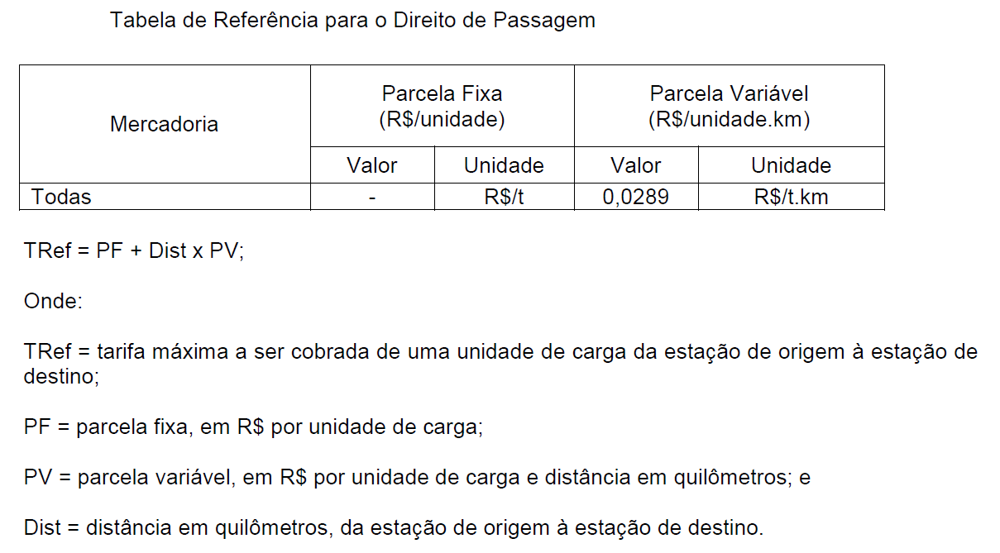 Tabela de Referência para o Direito de Passagem
Mercadoria
Parcela Fixa
(R$/unidade)
Parcela Variável
(R$/unidade.km)
Valor
Unidade
Valor
Unidade
Todas
-
R$/t
0,0289
R$/t.km
TRef = PF + Dist x PV;
Onde:
TRef = tarifa máxima a ser cobrada de uma unidade de carga da estação de origem à estação de
destino;
PF = parcela fixa, em R$ por unidade de carga;
PV = parcela variável, em R$ por unidade de carga e distância em quilômetros; e
Dist = distância em quilômetros, da estação de origem à estação de destino.